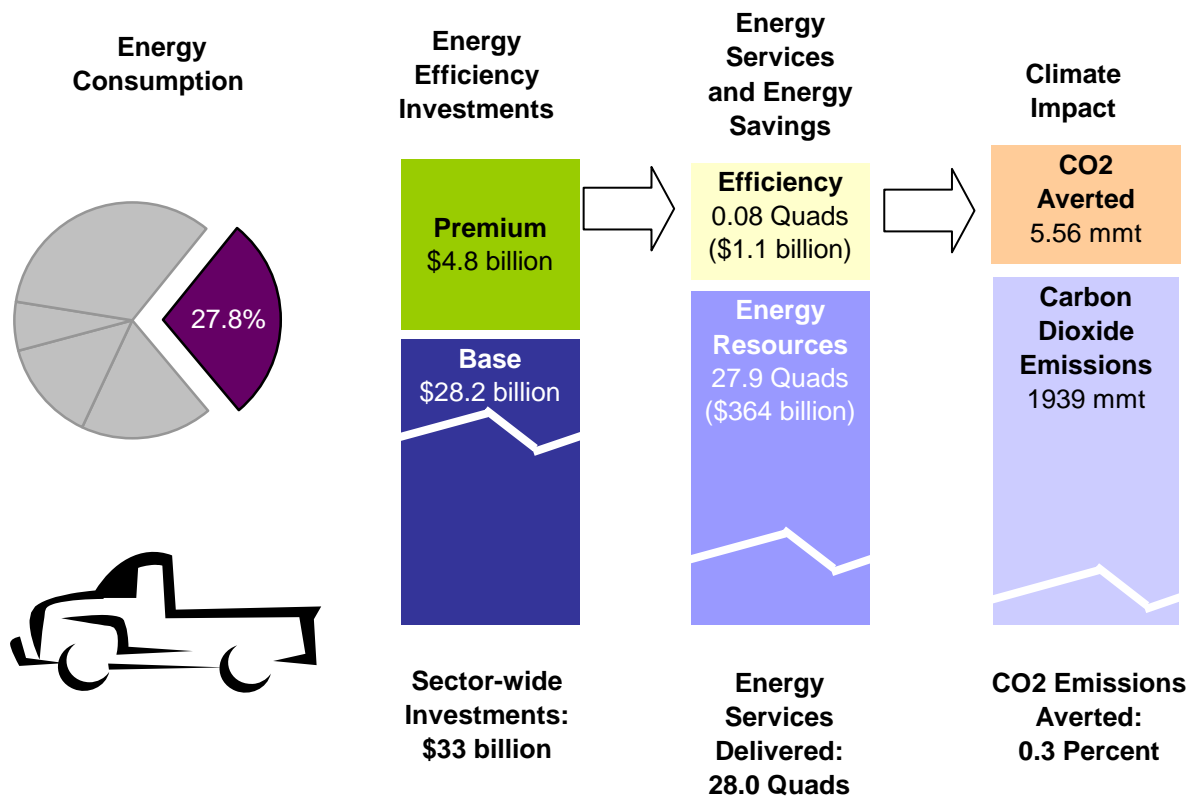 Energy
Consumption
27.8%
Energy
Efficiency
Investments
Premium
$4.8 billion
Base
$28.2 billion
Sector-wide
Investments:
$33 billion
Energy
Services
and Energy
Savings
Efficiency
0.08 Quads
($1.1 billion)
Energy
Resources
27.9 Quads
($364 billion)
Energy
Services
Delivered:
28.0 Quads
Climate
Impact
CO2
Averted
5.56 mmt
Carbon
Dioxide
Emissions
1939 mmt
CO2 Emissions
Averted:
0.3 Percent